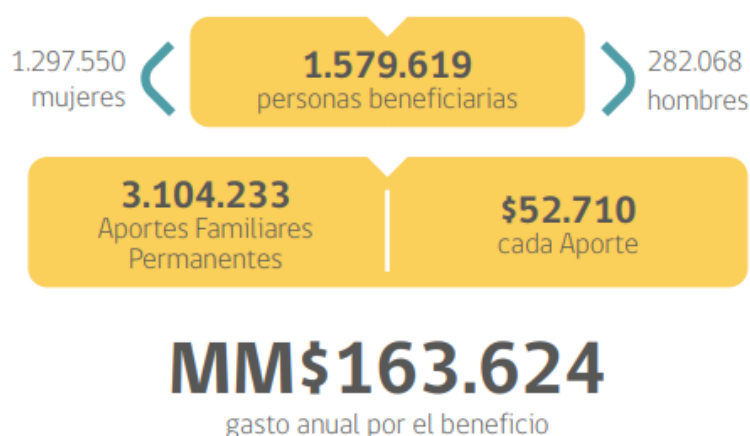 1.297.550
mujeres
1.579.619
personas beneficiarias
282.068
hombres
3.104.233
Aportes Familiares
Permanentes
$52.710
cada Aporte
MM$163.624
gasto anual por el beneficio